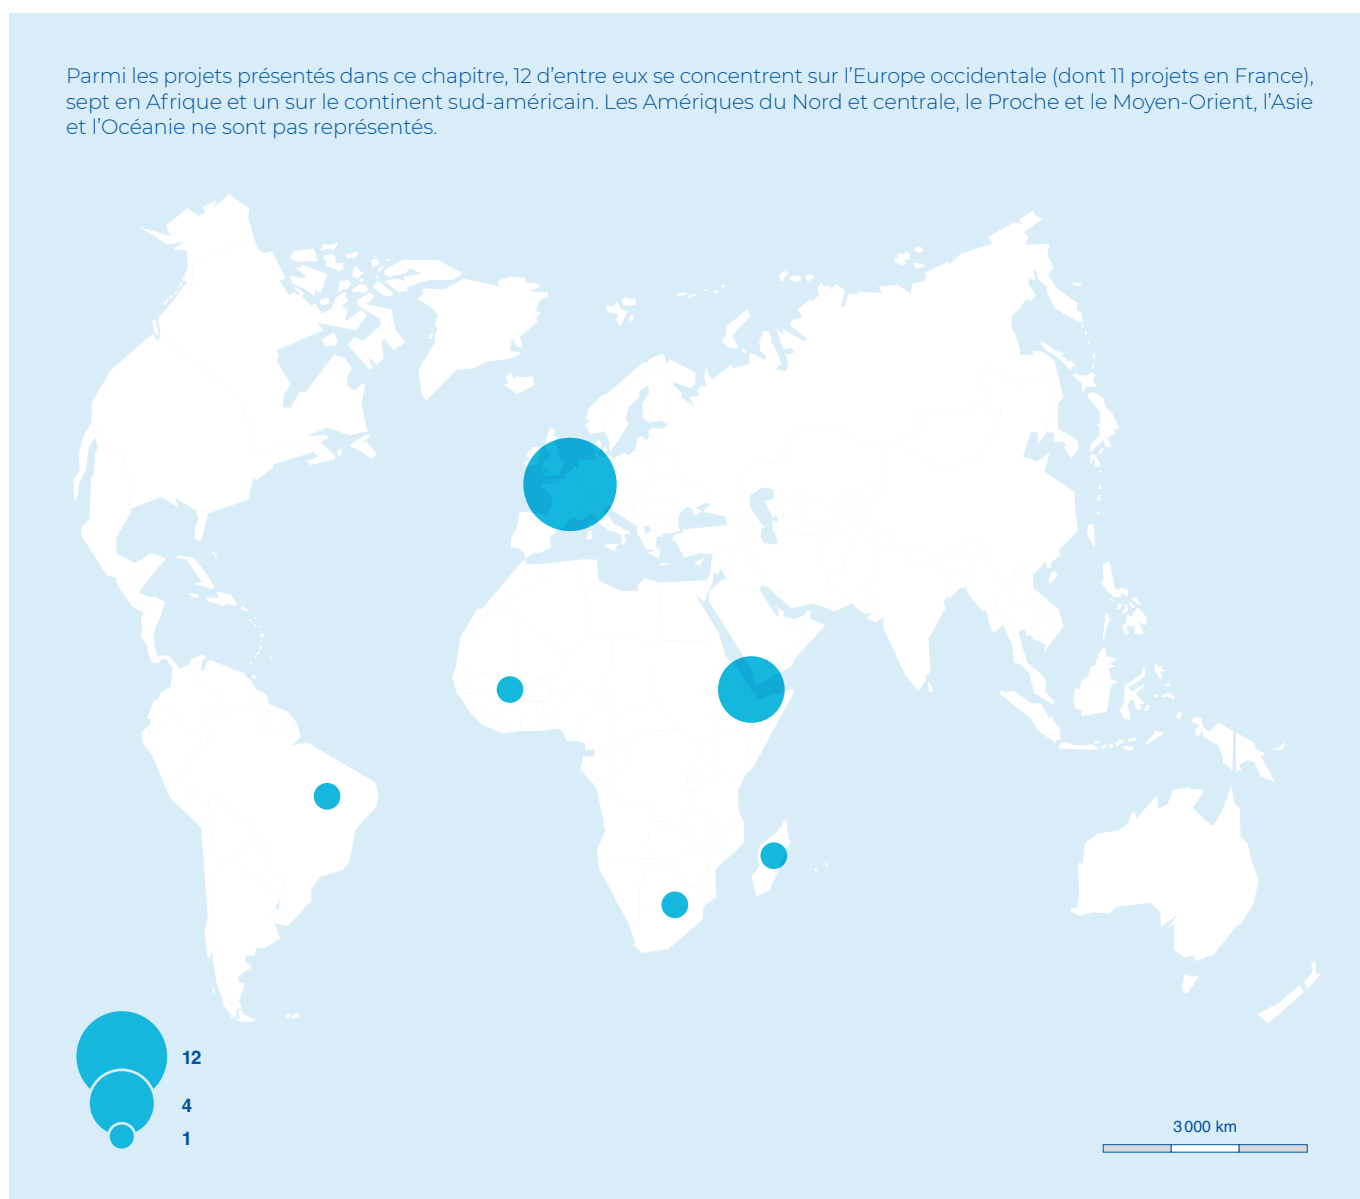 Parmi les projets présentés dans ce chapitre, 12 d’entre eux se concentrent sur l’Europe occidentale (dont 11 projets en France),
sept en Afrique et un sur le continent sud-américain. Les Amériques du Nord et centrale, le Proche et le Moyen-Orient, l’Asie
et l’Océanie ne sont pas représentés.
12
4
1
3 000 km